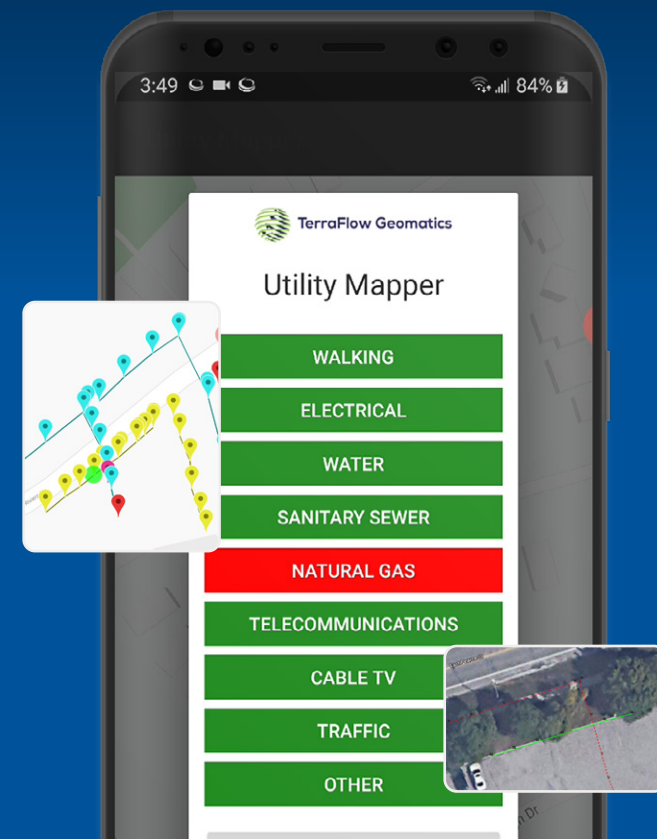 3:49
84%
TerraFlow Geomatics
Utility Mapper
WALKING
ELECTRICAL
WATER
SANITARY SEWER
NATURAL GAS
TELECOMMUNICATIONS
CABLE TV
TRAFFIC
OTHER
Dr